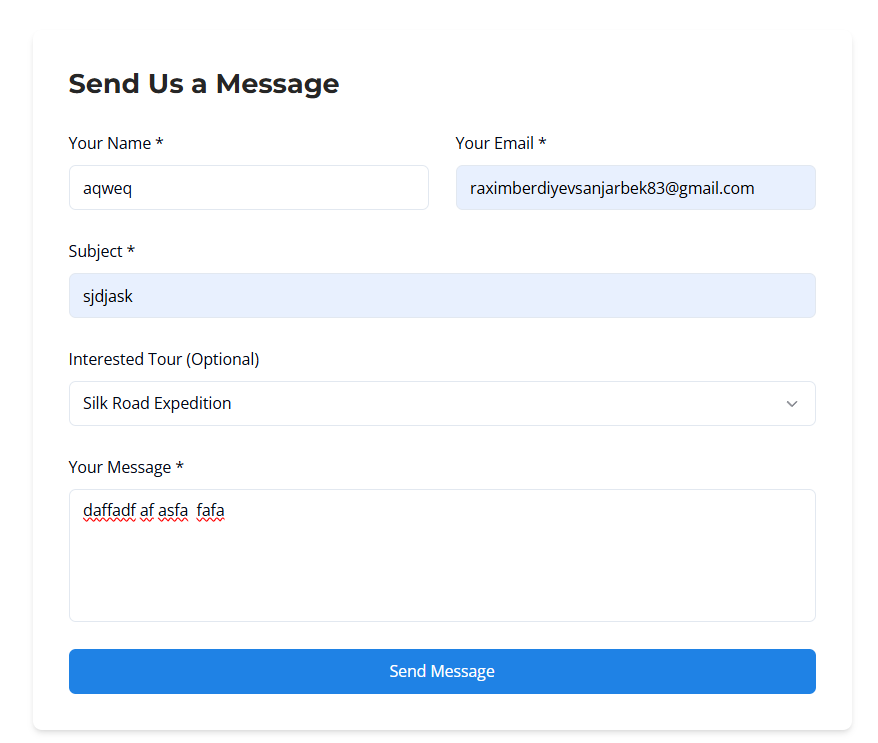 Send Us a Message
Your Name * Your Email *
aqweq raximberdiyevsanjarbek83@gmail.com
Subject *
sjdjask
Interested Tour (Optional)
Silk Road Expedition
Your Message *
daffadf af asfa  fafa
Send Message